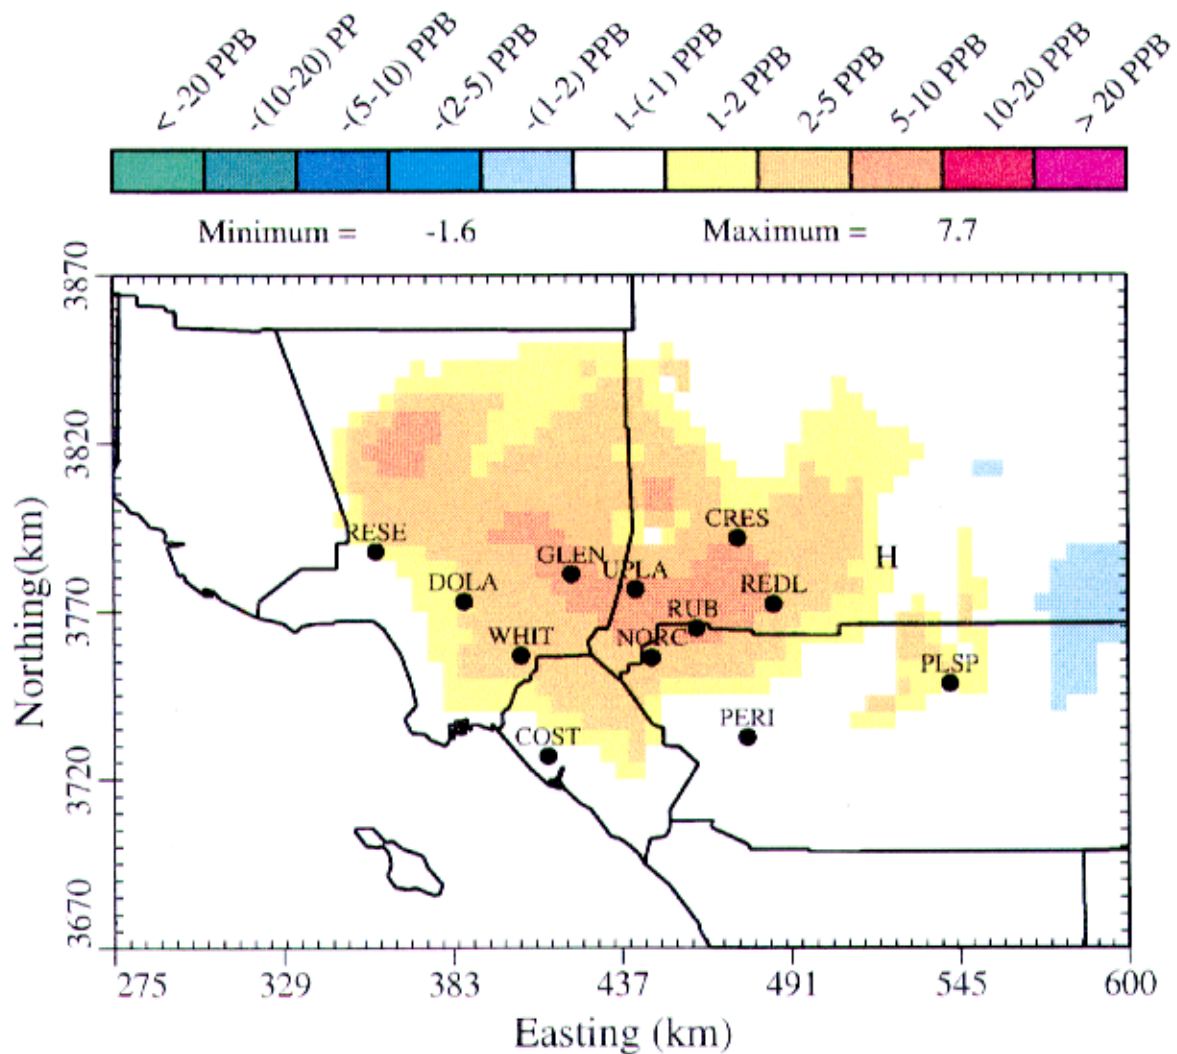 < -20 PPB -(10-20) PP -(5-10) PPB -(2-5) PPB -(1-2) PPB 1-(-1) PPB 1-2 PPB 2-5 PPB 5-10 PPB 10-20 PPB > 20 PPB
Minimum = -1.6 Maximum = 7.7
3870
3820
CRES
RESE
GLEN UPLA H
DOLA REDL
3770
RUB
WHIT NORC
PLSP
PERI
COST
3720
3670
Northing(km)
275 329 383 437 491 545 600
Easting (km)